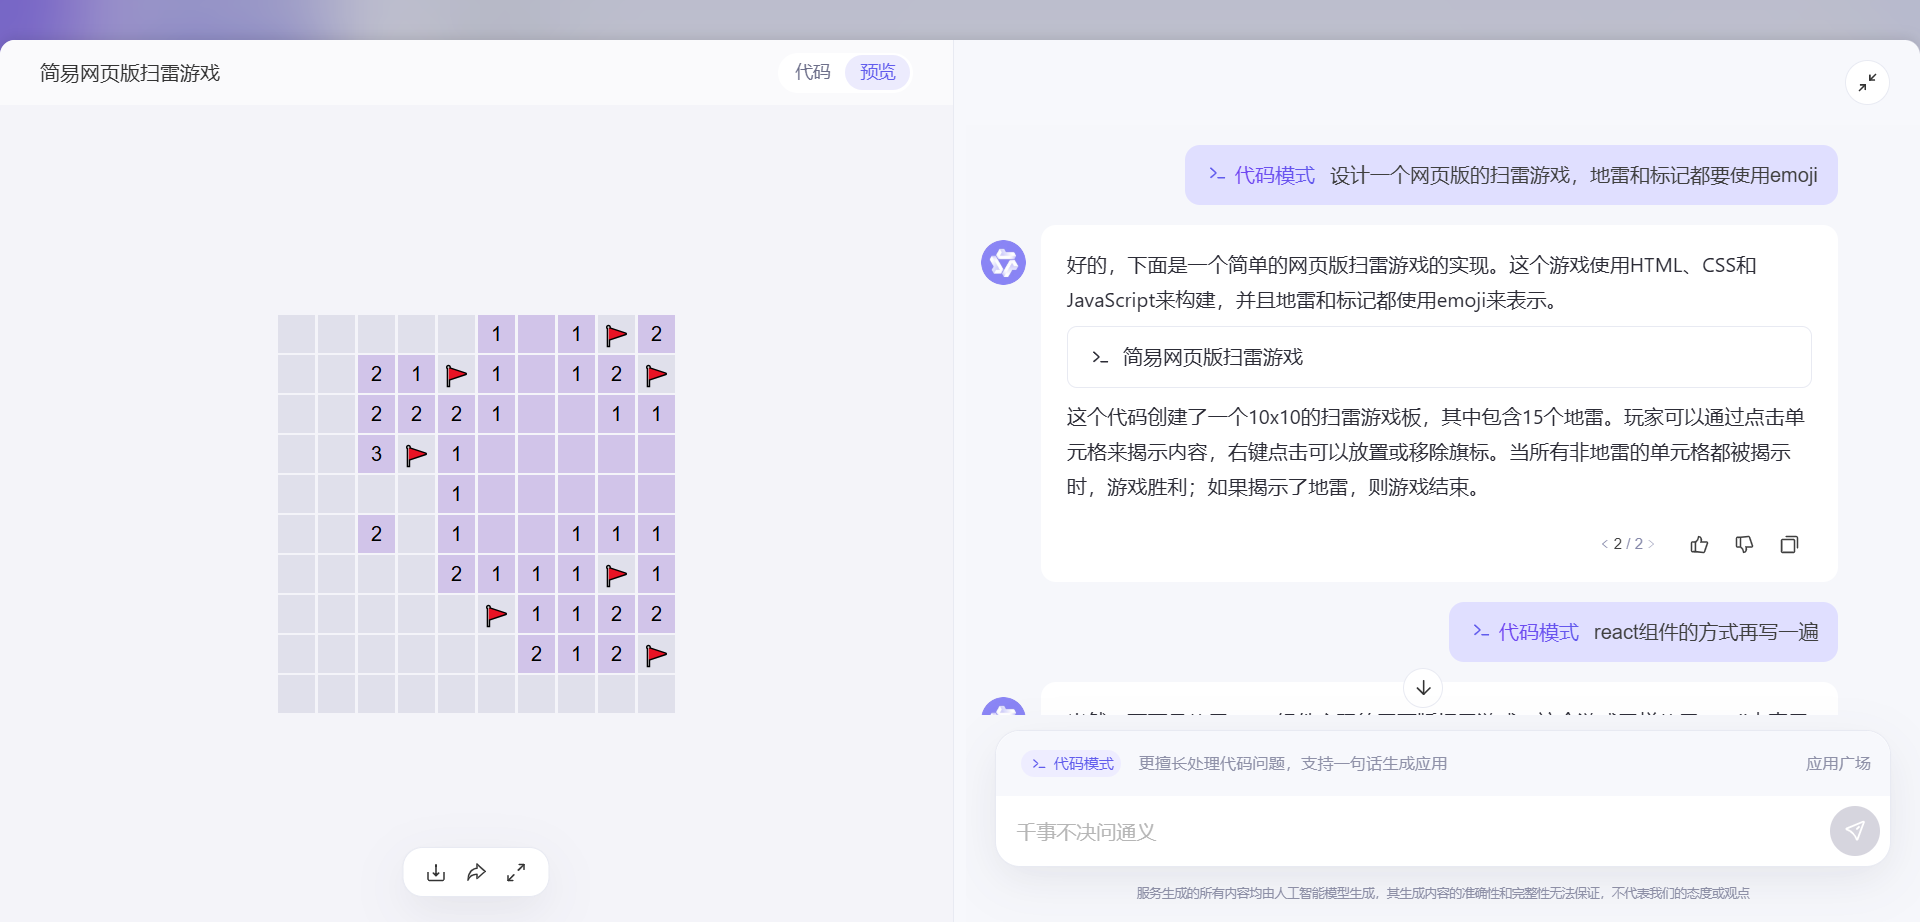 简易网页版扫雷游戏
代码 预览
1 1 2
2 1 1 1 2
2 2 2 1 1 1
3 1
1
2 1 1 1 1
2 1 1 1 1
1 1 2 2
2 1 2
代码模式 设计一个网页版的扫雷游戏，地雷和标记都要使用emoji
好的，下面是一个简单的网页版扫雷游戏的实现。这个游戏使用HTML、CSS和
JavaScript来构建，并且地雷和标记都使用emoji来表示。
简易网页版扫雷游戏
这个代码创建了一个10x10的扫雷游戏板，其中包含15个地雷。玩家可以通过点击单
元格来揭示内容，右键点击可以放置或移除旗标。当所有非地雷的单元格都被揭示
时，游戏胜利；如果揭示了地雷，则游戏结束。
< 2 / 2 >
代码模式 react组件的方式再写一遍
代码模式 更擅长处理代码问题，支持一句话生成应用 应用广场
千事不决问通义
服务生成的所有内容均由人工智能模型生成，其生成内容的准确性和完整性无法保证，不代表我们的态度或观点